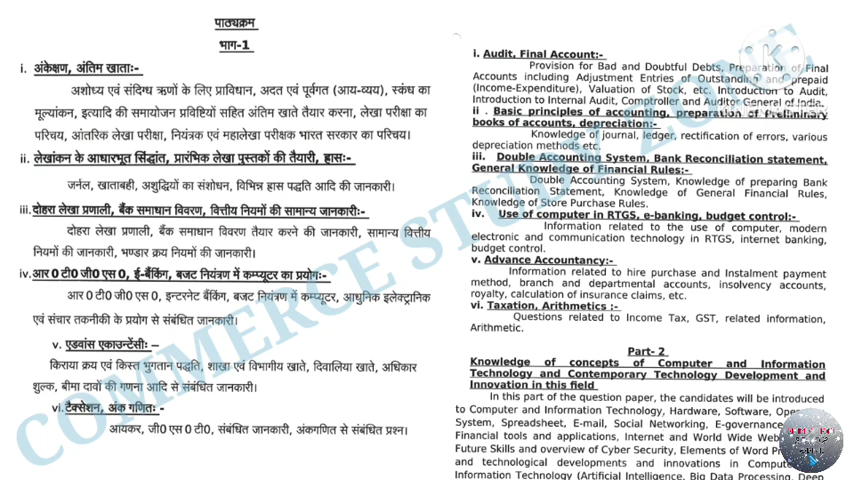 पाठ्यक्रम
भाग-1
i. अंकेक्षण, अंतिम खाताः-
अशोध्य एवं संदिग्ध ऋणों के लिए प्राविधान, अदत एवं पूर्वगत (आय-व्यय), स्कंध का
मूल्यांकन, इत्यादि की समायोजन प्रविष्टियों सहित अंतिम खाते तैयार करना, लेखा परीक्षा का
परिचय, आंतरिक लेखा परीक्षा, नियंत्रक एवं महालेखा परीक्षक भारत सरकार का परिचय।
ii. लेखांकन के आधारभूत सिद्धांत, प्रारंभिक लेखा पुस्तकों की तैयारी, ह्रासः-
जर्नल, खाताबही, अशुद्धियों का संशोधन, विभिन्न ह्रास पद्धति आदि की जानकारी।
iii. दोहरा लेखा प्रणाली, बैंक समाधान विवरण, वित्तीय नियमों की सामान्य जानकारीः-
दोहरा लेखा प्रणाली, बैंक समाधान विवरण तैयार करने की जानकारी, सामान्य वित्तीय
नियमों की जानकारी, भण्डार क्रय नियमों की जानकारी।
iv. आर0टी0जी0एस0, ई-बैंकिंग, बजट नियंत्रण में कम्प्यूटर का प्रयोगः-
आर0टी0जी0एस0, इन्टरनेट बैंकिंग, बजट नियंत्रण में कम्प्यूटर, आधुनिक इलेक्ट्रानिक
एवं संचार तकनीकी के प्रयोग से संबंधित जानकारी।
v. एडवांस एकाउन्टेंसीः –
किराया क्रय एवं किस्त भुगतान पद्धति, शाखा एवं विभागीय खाते, दिवालिया खाते, अधिकार
शुल्क, बीमा दावों की गणना आदि से संबंधित जानकारी।
vi. टैक्सेशन, अंक गणितः -
आयकर, जी0एस0टी0, संबंधित जानकारी, अंकगणित से संबंधित प्रश्न।
i. Audit, Final Account:-
Provision for Bad and Doubtful Debts, Preparation of Final
Accounts including Adjustment Entries of Outstanding and prepaid
(Income-Expenditure), Valuation of Stock, etc. Introduction to Audit,
Introduction to Internal Audit, Comptroller and Auditor General of India.
ii . Basic principles of accounting, preparation of Preliminary
books of accounts, depreciation:-
Knowledge of journal, ledger, rectification of errors, various
depreciation methods etc.
iii. Double Accounting System, Bank Reconciliation statement,
General Knowledge of Financial Rules:-
Double Accounting System, Knowledge of preparing Bank
Reconciliation Statement, Knowledge of General Financial Rules,
Knowledge of Store Purchase Rules.
iv. Use of computer in RTGS, e-banking, budget control:-
Information related to the use of computer, modern
electronic and communication technology in RTGS, internet banking,
budget control.
v. Advance Accountancy:-
Information related to hire purchase and Instalment payment
method, branch and departmental accounts, insolvency accounts,
royalty, calculation of insurance claims, etc.
vi. Taxation, Arithmetics :-
Questions related to Income Tax, GST, related information,
Arithmetic.
Part- 2
Knowledge of concepts of Computer and Information
Technology and Contemporary Technology Development and
Innovation in this field
In this part of the question paper, the candidates will be introduced
to Computer and Information Technology, Hardware, Software,
System, Spreadsheet, E-mail, Social Networking, E-governance
Financial tools and applications, Internet and World Wide Web
Future Skills and overview of Cyber Security, Elements of Word
and technological developments and innovations in
Information Technology (Artificial Intelligence, Big Data Processing, Deep
COMMERCE STUDY ZONE